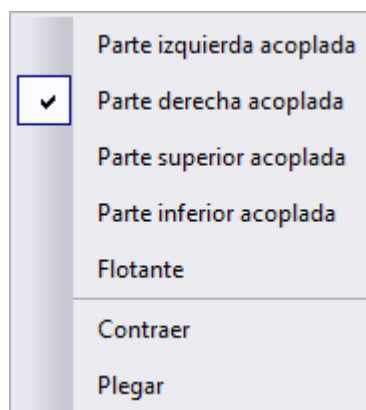 Parte izquierda acoplada
Parte derecha acoplada
Parte superior acoplada
Parte inferior acoplada
Flotante
Contraer
Plegar